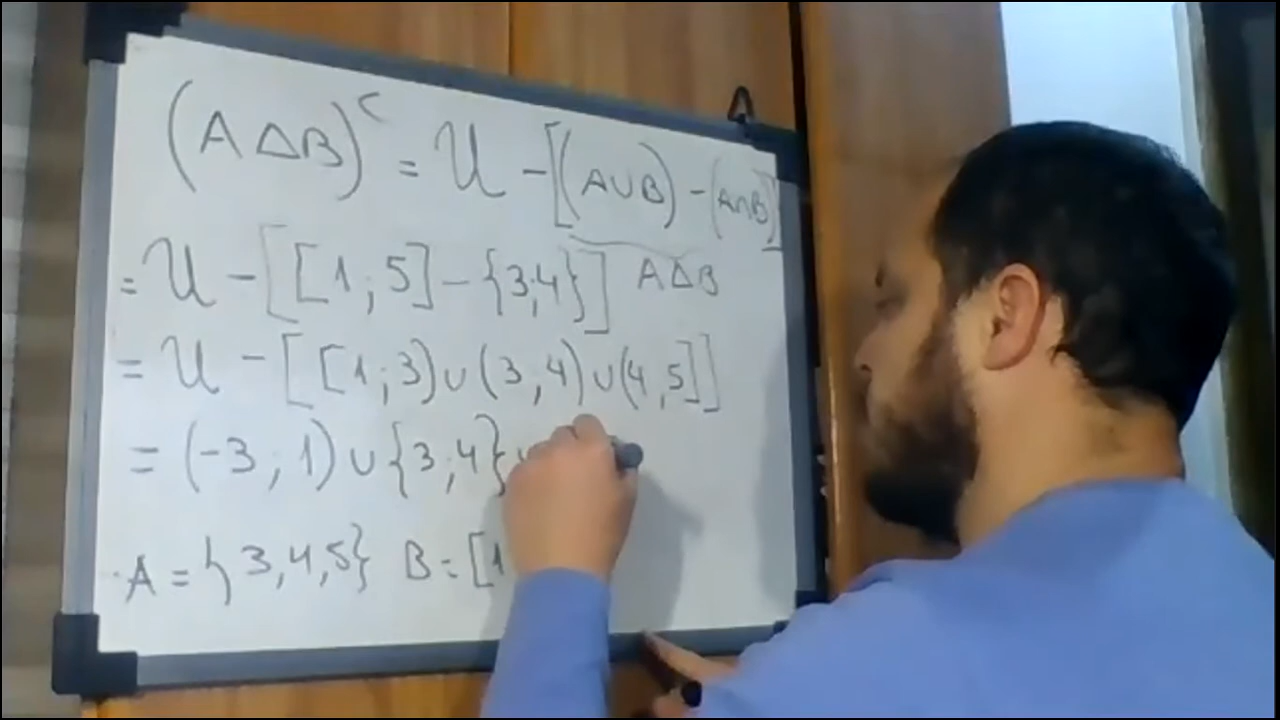 (A△B)ᶜ = U - [(A∪B) - (A∩B)]
= U - [[1;5] - {3;4}] A△B
= U - [[1;3)∪(3,4)∪(4,5]]
= (-3;1)∪{3;4}
A = {3,4,5} B = [1